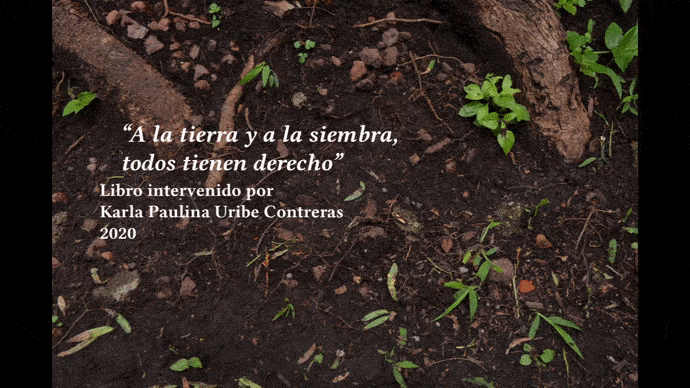 “A la tierra y a la siembra,
todos tienen derecho”
Libro intervenido por
Karla Paulina Uribe Contreras
2020